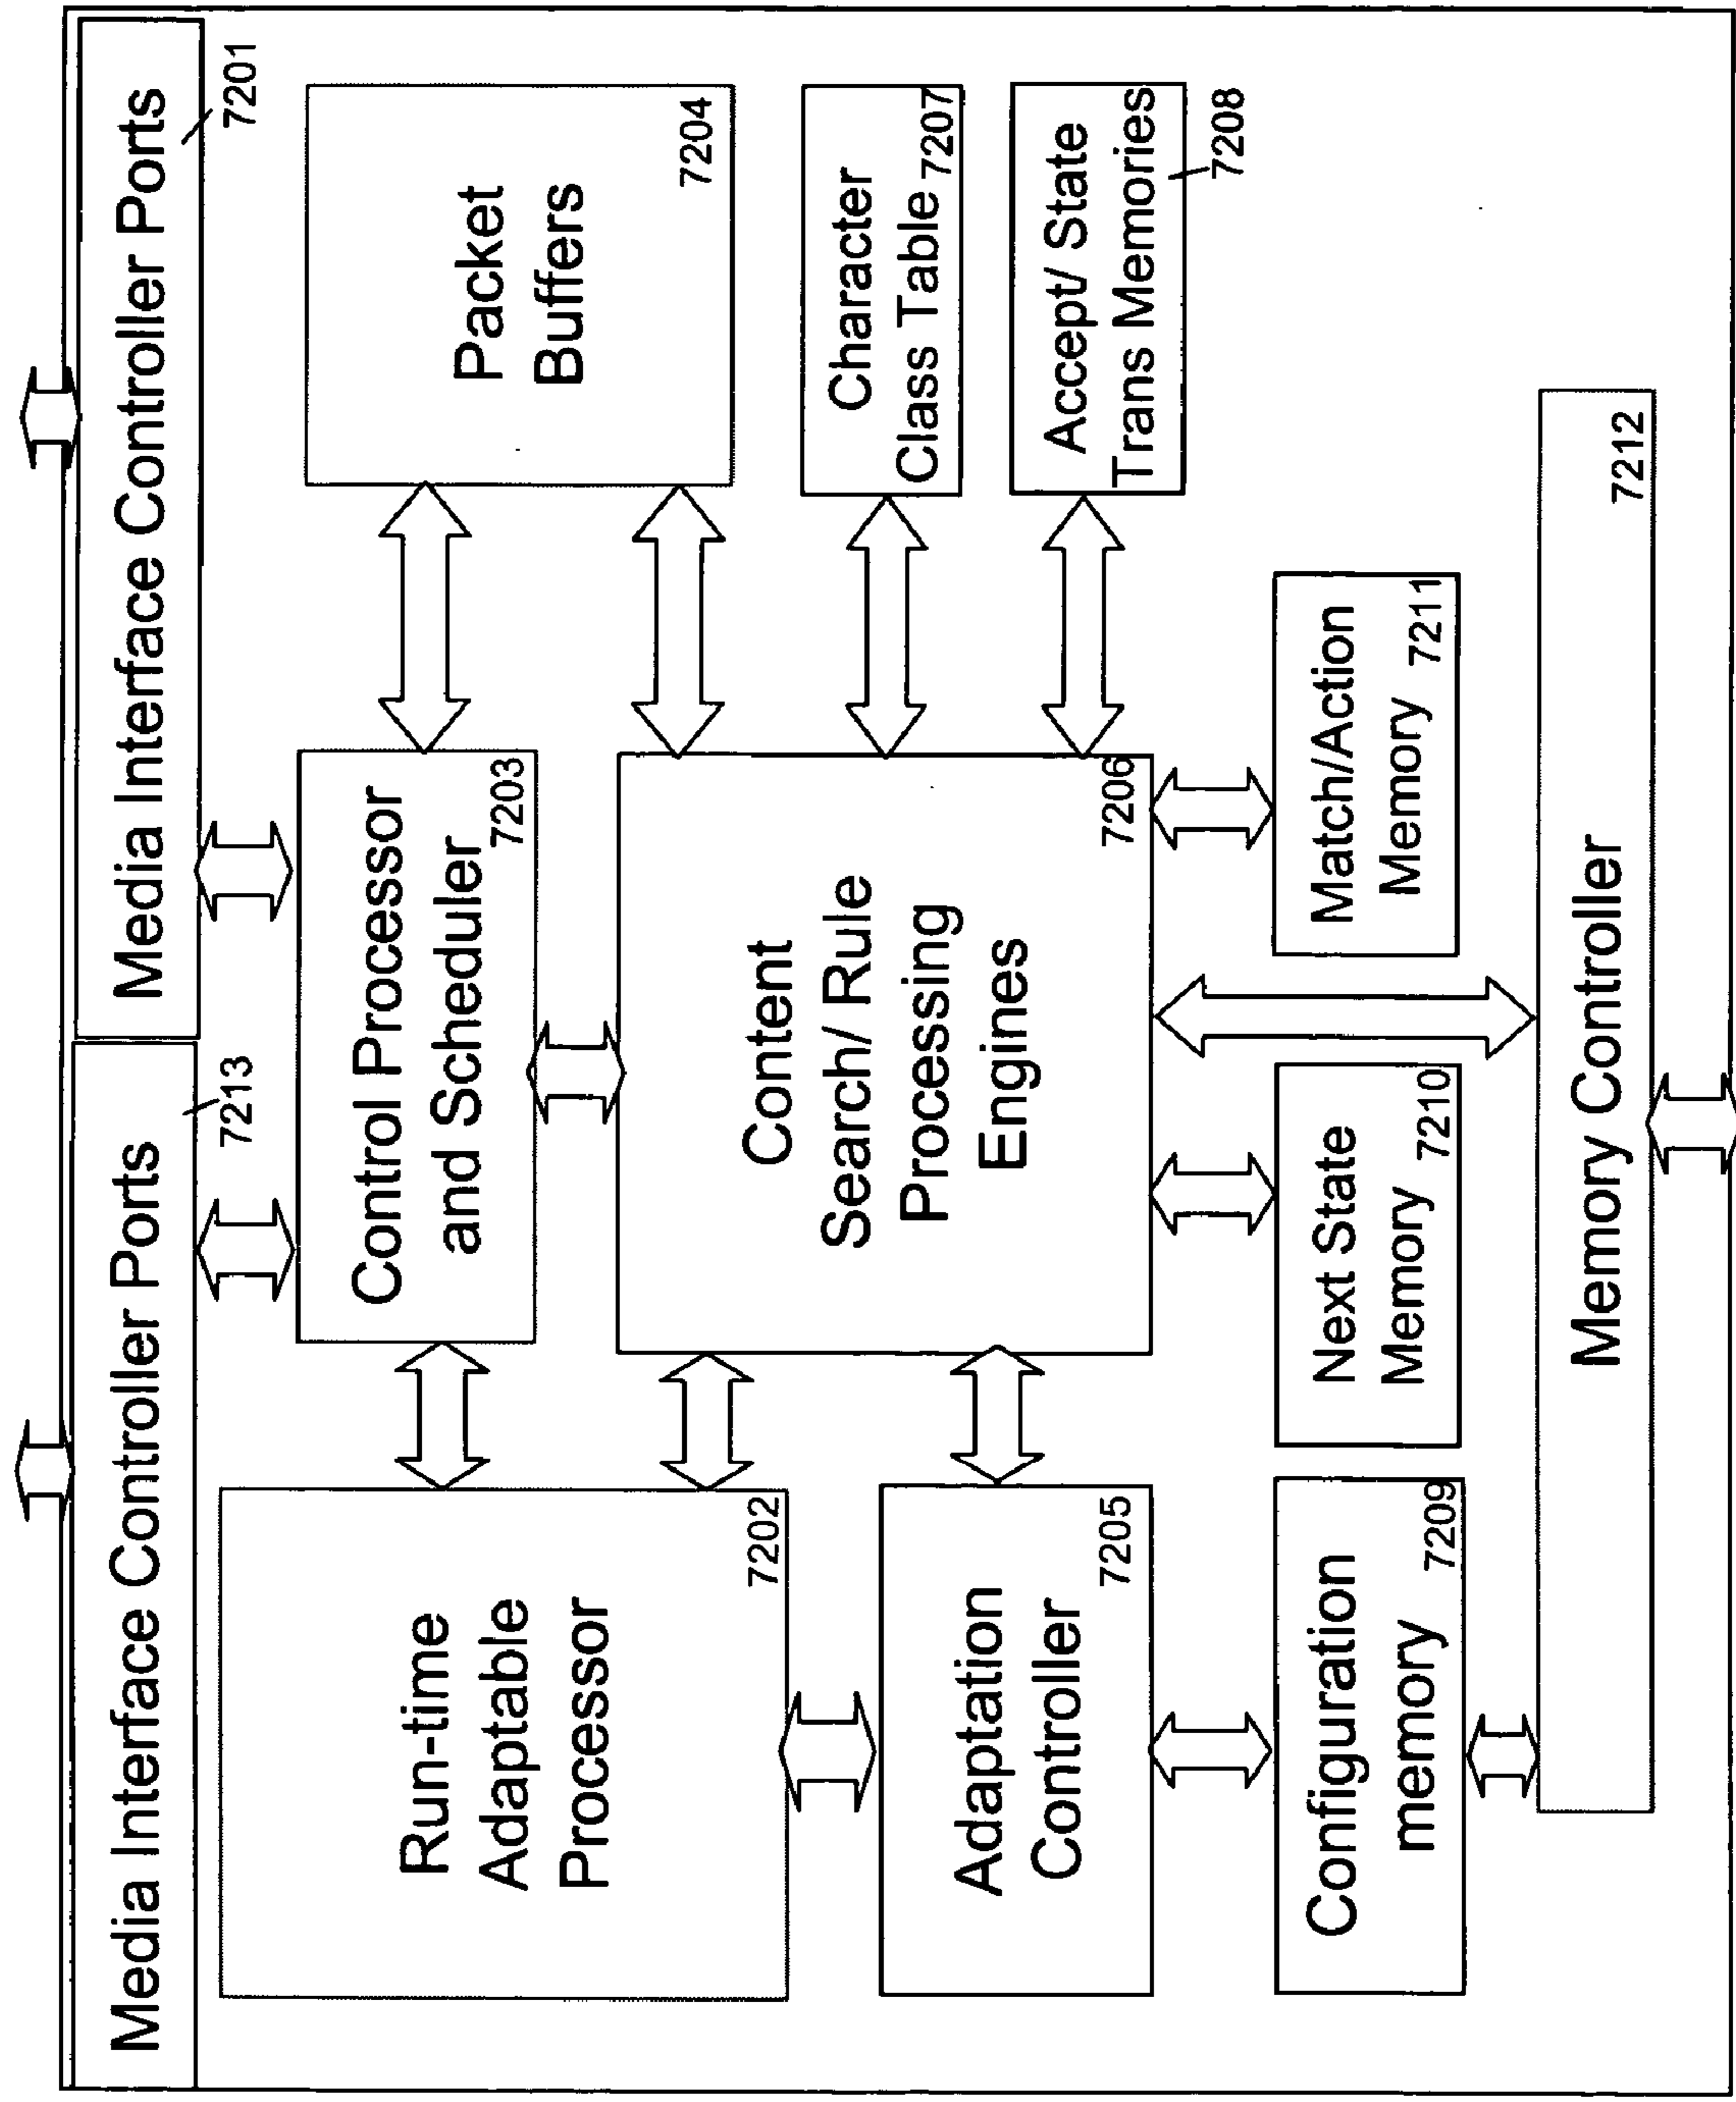 Media Interface Controller Ports
7213
Media Interface Controller Ports
7201
Run-time
Adaptable
Processor
7202
Control Processor
and Scheduler
7203
Packet
Buffers
7204
Adaptation
Controller
7205
Content
Search/ Rule
Processing
Engines
7206
Character
Class Table 7207
Accept/ State
Trans Memories
7208
Configuration
memory
7209
Next State
Memory
7210
Match/Action
Memory
7211
Memory Controller
7212